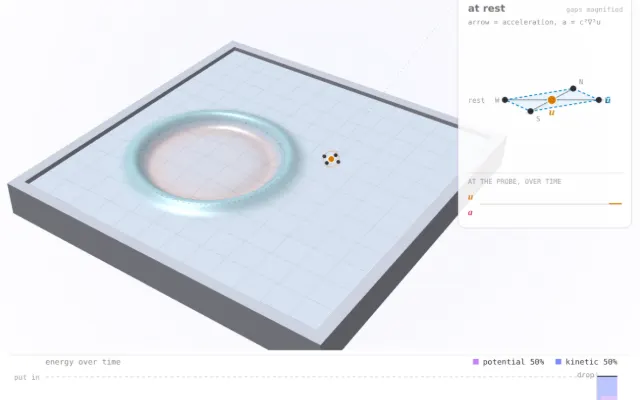 at rest
gaps magnified
arrow = acceleration, a = c²∇²u
N
rest W
ū
S u
AT THE PROBE, OVER TIME
u
a
energy over time
potential 50% kinetic 50%
put in
drop